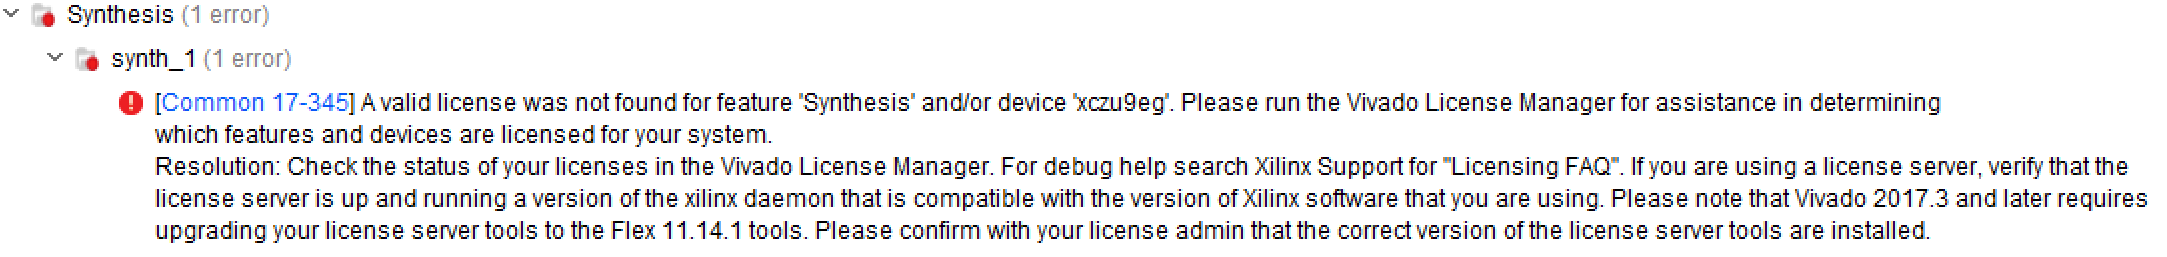 Synthesis (1 error)
synth_1 (1 error)
[Common 17-345] A valid license was not found for feature 'Synthesis' and/or device 'xczu9eg'. Please run the Vivado License Manager for assistance in determining
which features and devices are licensed for your system.
Resolution: Check the status of your licenses in the Vivado License Manager. For debug help search Xilinx Support for "Licensing FAQ". If you are using a license server, verify that the
license server is up and running a version of the xilinx daemon that is compatible with the version of Xilinx software that you are using. Please note that Vivado 2017.3 and later requires
upgrading your license server tools to the Flex 11.14.1 tools. Please confirm with your license admin that the correct version of the license server tools are installed.